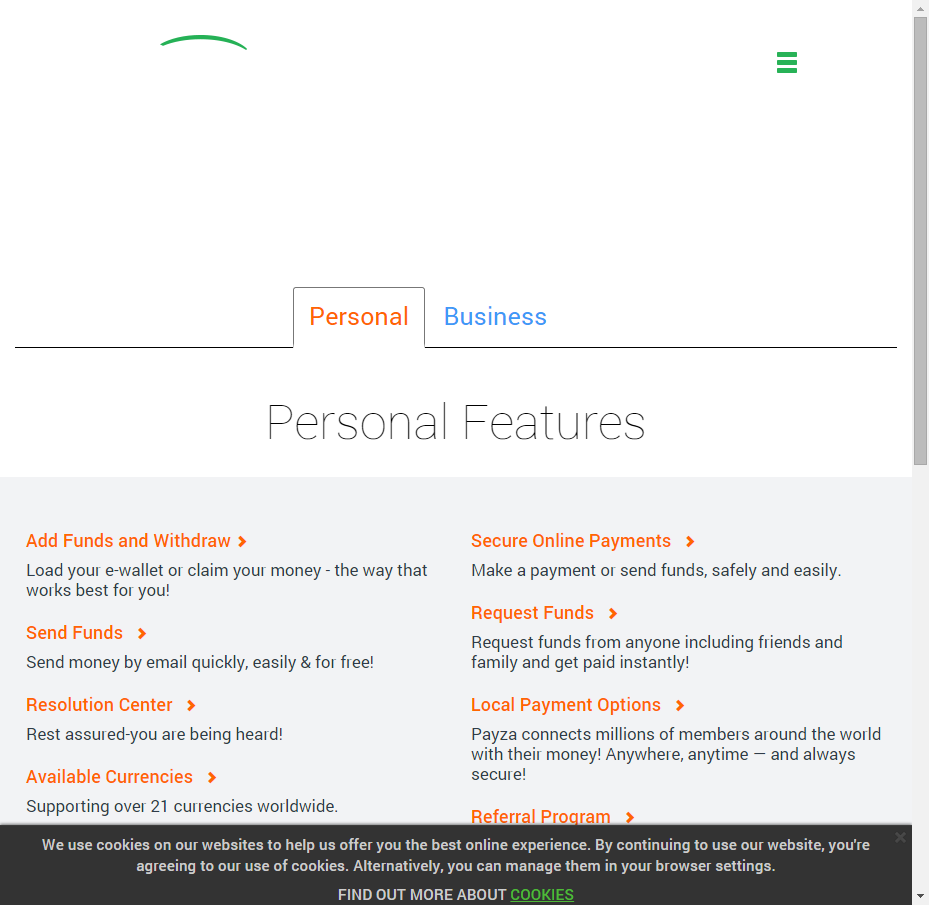 Personal
Business
Personal Features
Add Funds and Withdraw
Load your e-wallet or claim your money - the way that
works best for you!
Send Funds
Send money by email quickly, easily & for free!
Resolution Center
Rest assured-you are being heard!
Available Currencies
Supporting over 21 currencies worldwide.
Secure Online Payments
Make a payment or send funds, safely and easily.
Request Funds
Request funds from anyone including friends and
family and get paid instantly!
Local Payment Options
Payza connects millions of members around the world
with their money! Anywhere, anytime — and always
secure!
Referral Program
We use cookies on our websites to help us offer you the best online experience. By continuing to use our website, you're
agreeing to our use of cookies. Alternatively, you can manage them in your browser settings.
FIND OUT MORE ABOUT COOKIES